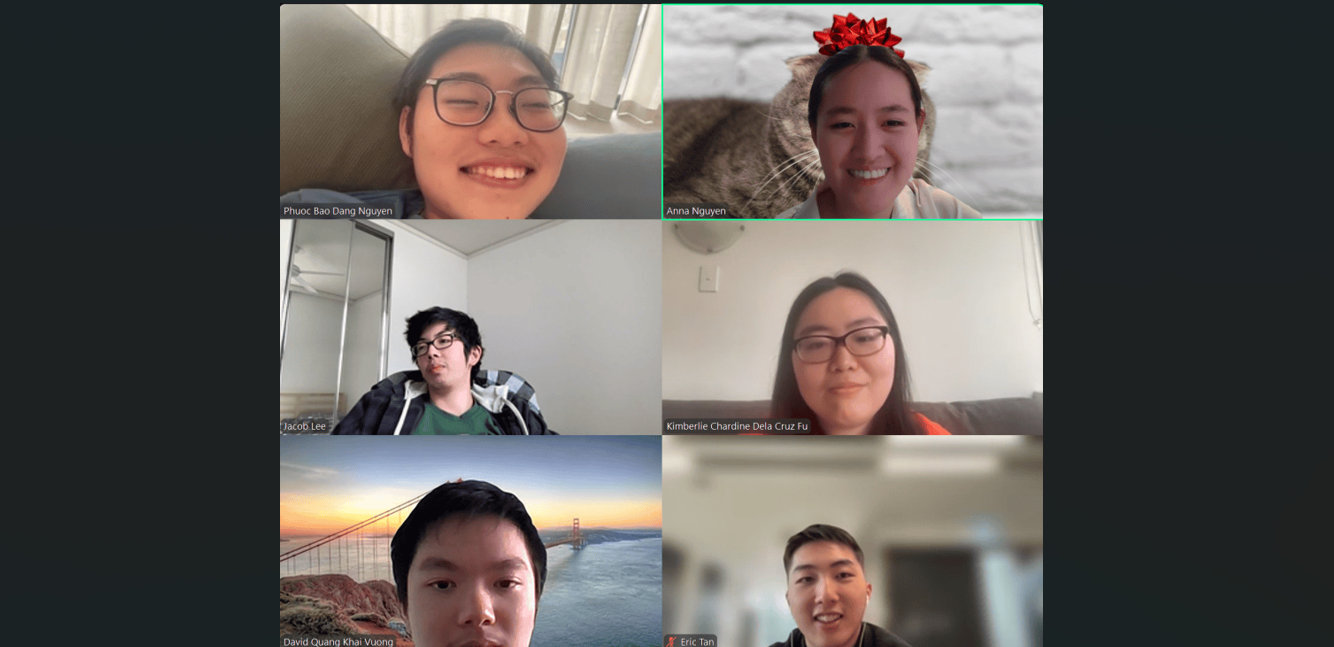 Phuoc Bao Dang Nguyen
Anna Nguyen
Jacob Lee
Kimberlie Chardine Dela Cruz Fu
David Quang Khai Vuong
Eric Tan